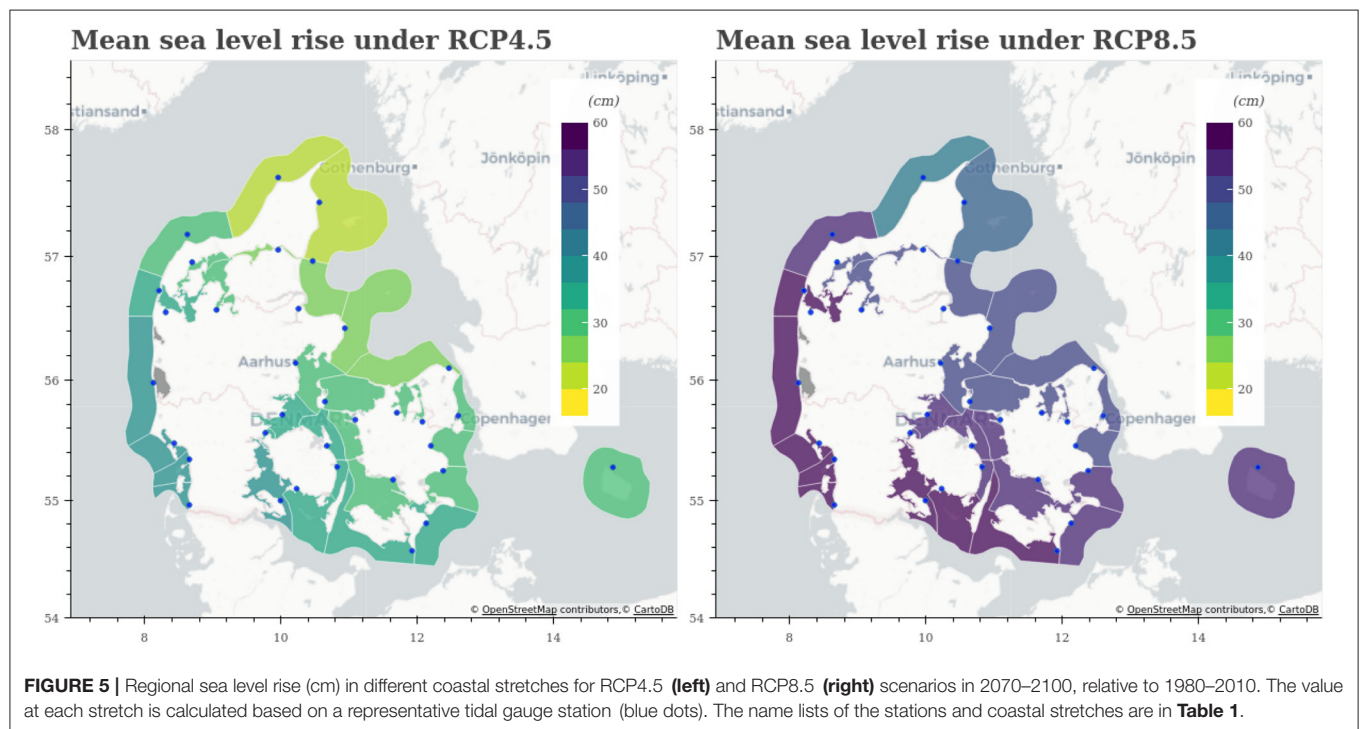 Mean sea level rise under RCP4.5
Mean sea level rise under RCP8.5
tiansand
Linköping
(cm)
60
50
40
30
20
58
57
56
55
54
Gothenburg
Jönköpin
Aarhus
DENMAR
Copenhagen
© OpenStreetMap contributors,© CartoDB
8
10
12
14
tiansand
Linköping
(cm)
60
50
40
30
20
Gothenburg
Jönköpin
Aarhus
DENMAR
Copenhagen
© OpenStreetMap contributors,© CartoDB
8
10
12
14
FIGURE 5 | Regional sea level rise (cm) in different coastal stretches for RCP4.5 (left) and RCP8.5 (right) scenarios in 2070–2100, relative to 1980–2010. The value
at each stretch is calculated based on a representative tidal gauge station (blue dots). The name lists of the stations and coastal stretches are in Table 1.